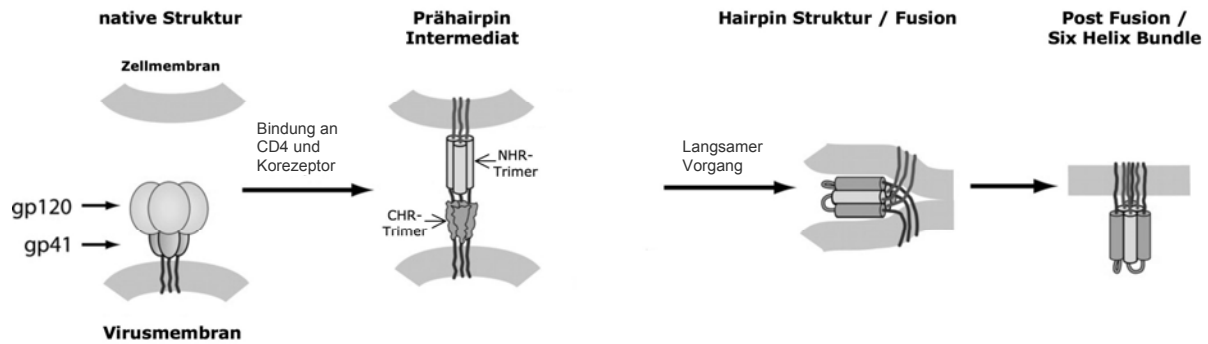 native Struktur
Zellmembran
gp120
gp41
Virusmembran
Bindung an
CD4 und
Korezeptor
Prähairpin
Intermediat
NHR-
Trimer
CHR-
Trimer
Langsamer
Vorgang
Hairpin Struktur / Fusion
Post Fusion /
Six Helix Bundle